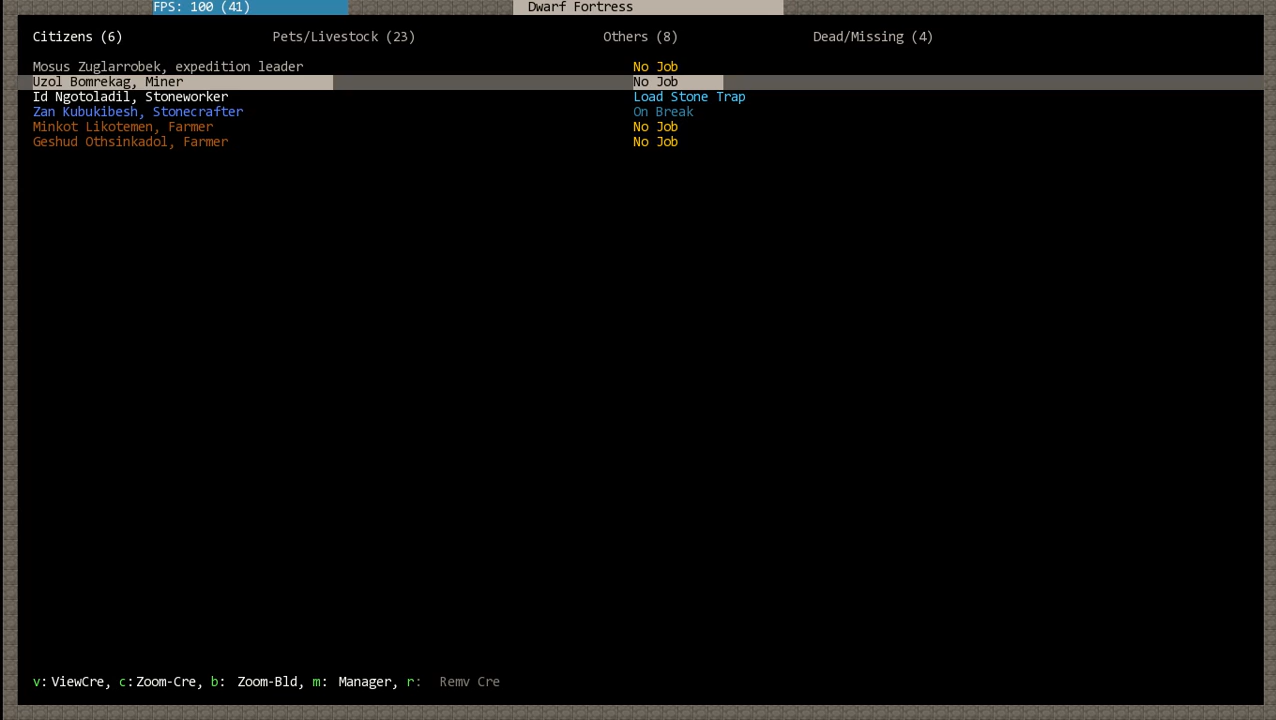 FPS: 100 (41) Dwarf Fortress
Citizens (6) Pets/Livestock (23) Others (8) Dead/Missing (4)
Mosus Zuglarrobek, expedition leader No Job
Uzol Bomrekag, Miner No Job
Id Ngotoladil, Stoneworker Load Stone Trap
Zan Kubukibesh, Stonecrafter On Break
Minkot Likotemen, Farmer No Job
Geshud Othsinkadol, Farmer No Job
v: ViewCre, c: Zoom-Cre, b: Zoom-Bld, m: Manager, r: Remv Cre